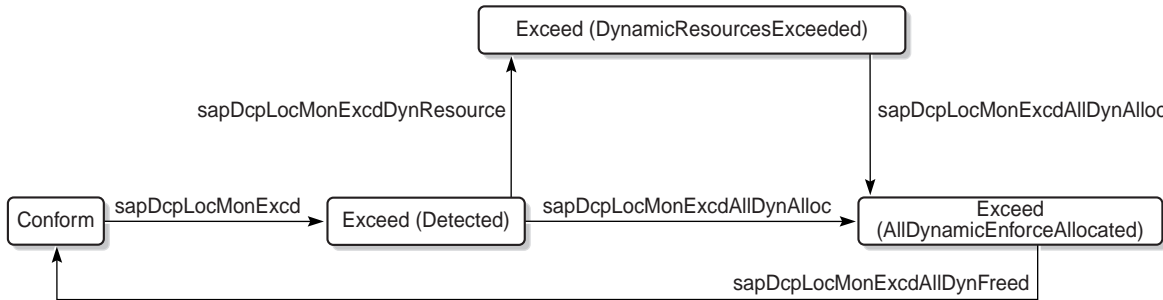 Exceed (DynamicResourcesExceeded)
sapDcpLocMonExcdDynResource
sapDcpLocMonExcdAllDynAlloc
Conform
sapDcpLocMonExcd
Exceed (Detected)
sapDcpLocMonExcdAllDynAlloc
Exceed
(AllDynamicEnforceAllocated)
sapDcpLocMonExcdAllDynFreed